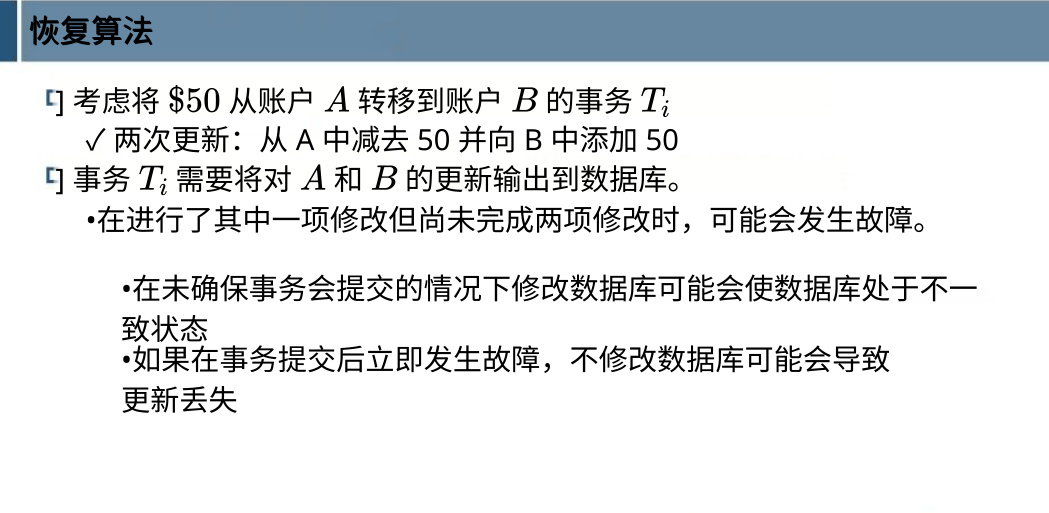 恢复算法
考虑将 $50 从账户 A 转移到账户 B 的事务 Ti
✓ 两次更新：从 A 中减去 50 并向 B 中添加 50
事务 Ti 需要将对 A 和 B 的更新输出到数据库。
•在进行了其中一项修改但尚未完成两项修改时，可能会发生故障。
•在未确保事务会提交的情况下修改数据库可能会使数据库处于不一
致状态
•如果在事务提交后立即发生故障，不修改数据库可能会导致
更新丢失